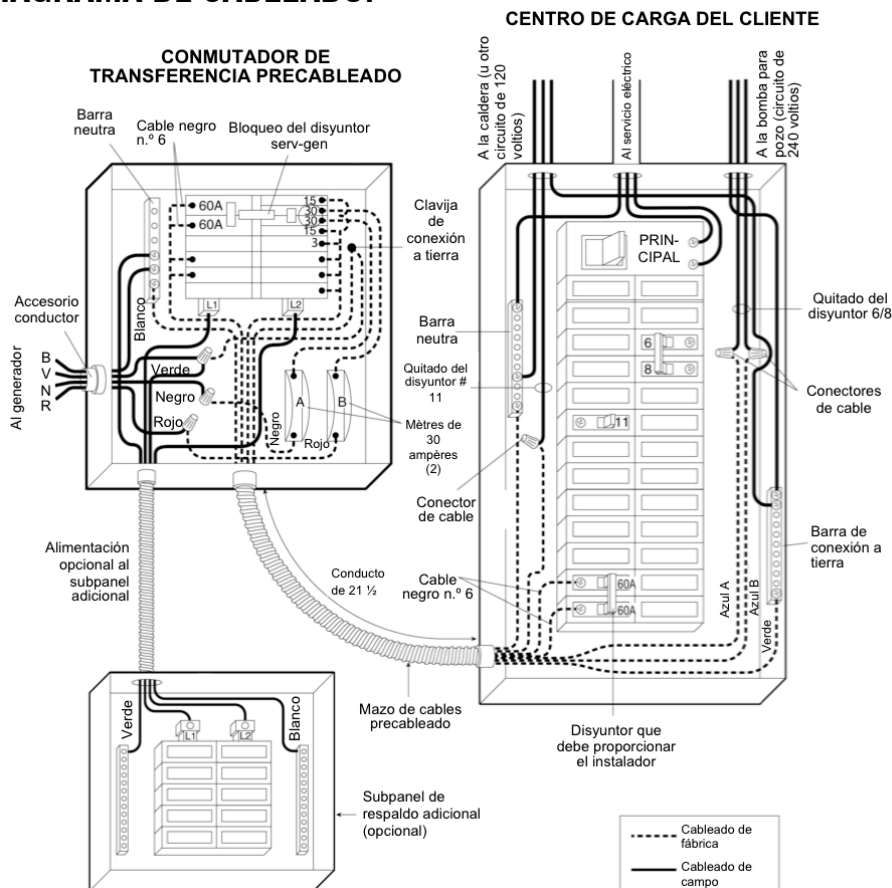 DIAGRAMA DE CABLEADO:
CENTRO DE CARGA DEL CLIENTE
CONMUTADOR DE
TRANSFERENCIA PRECABLEADO
Barra
neutra
Cable negro
n.º 6
Bloqueo del disyuntor
serv-gen
60A
60A
15
30
30
15
3
L1
L2
Clavija
de
conexión
a tierra
Accesorio
conductor
Al generador
B
V
N
R
Blanco
Verde
Negro
Rojo
Negro
Rojo
A
B
Mètres de
30
ampères
(2)
A la caldera (u otro
circuito de 120
voltios)
Al servicio eléctrico
A la bomba para
pozo (circuito de
240 voltios)
PRIN-
CIPAL
Barra
neutra
Quitado del
disyuntor #
11
6
8
11
Quitado del
disyuntor 6/8
Conectores
de cable
Conector
de cable
Cable
negro n.º 6
60A
60A
Azul A
Azul B
Verde
Barra de
conexión a
tierra
Alimentación
opcional al
subpanel
adicional
Conducto
de 21 ½
Mazo de cables
precableado
Disyuntor que
debe proporcionar
el instalador
Verde
L1
L2
Blanco
Subpanel de
respaldo adicional
(opcional)
Cableado de
fábrica
Cableado de
campo